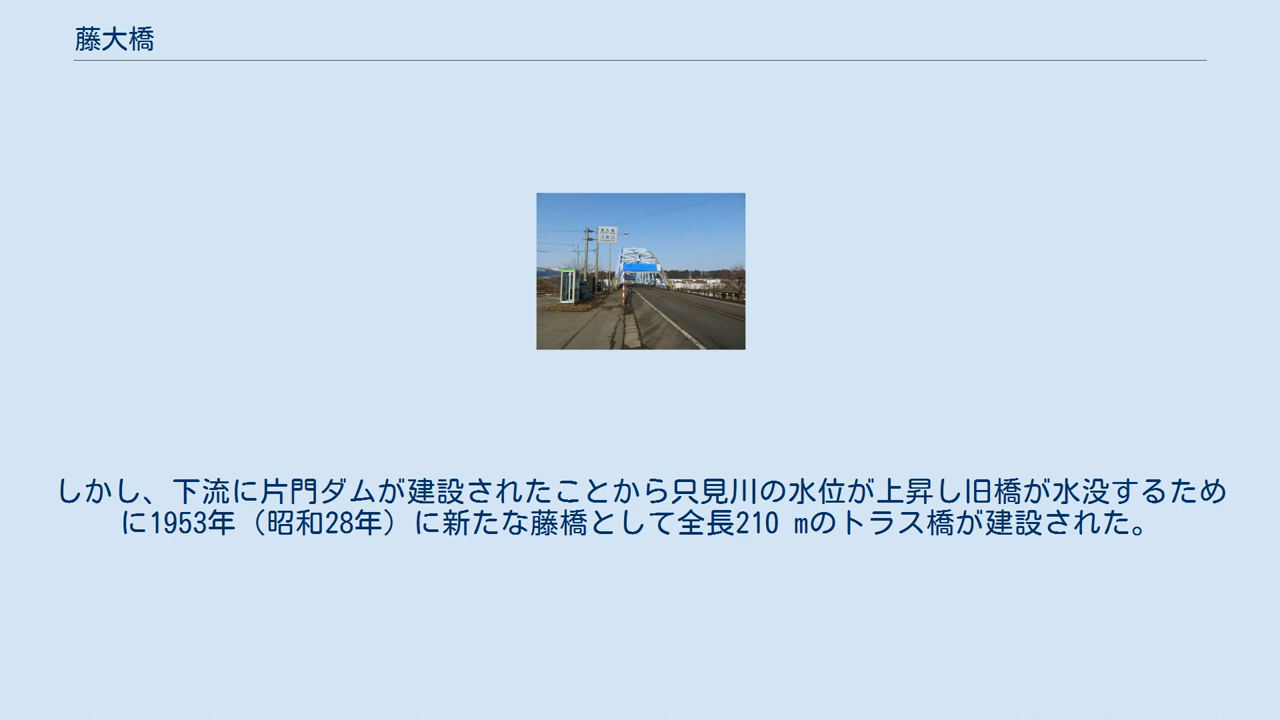 藤大橋
しかし、下流に片門ダムが建設されたことから只見川の水位が上昇し旧橋が水没するため
に1953年（昭和28年）に新たな藤橋として全長210 mのトラス橋が建設された。